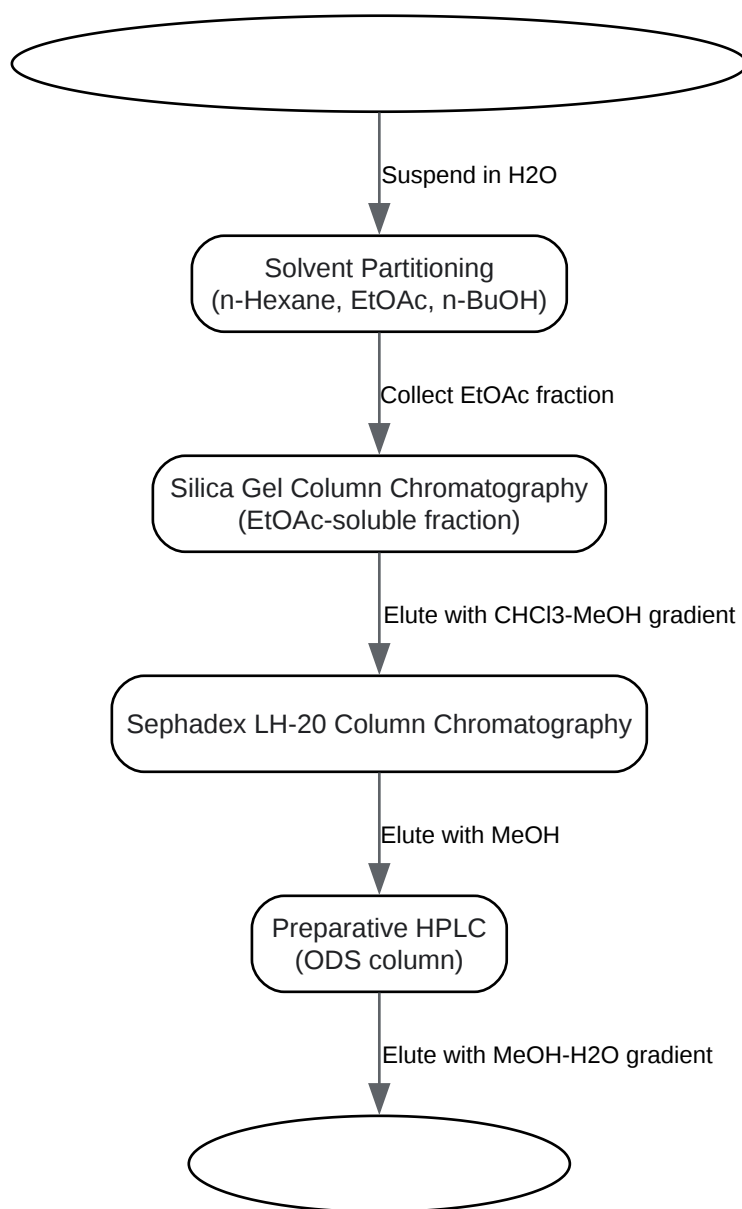 Suspend in H2O
Solvent Partitioning
(n-Hexane, EtOAc, n-BuOH)
Collect EtOAc fraction
Silica Gel Column Chromatography
(EtOAc-soluble fraction)
Elute with CHCl3-MeOH gradient
Sephadex LH-20 Column Chromatography
Elute with MeOH
Preparative HPLC
(ODS column)
Elute with MeOH-H2O gradient